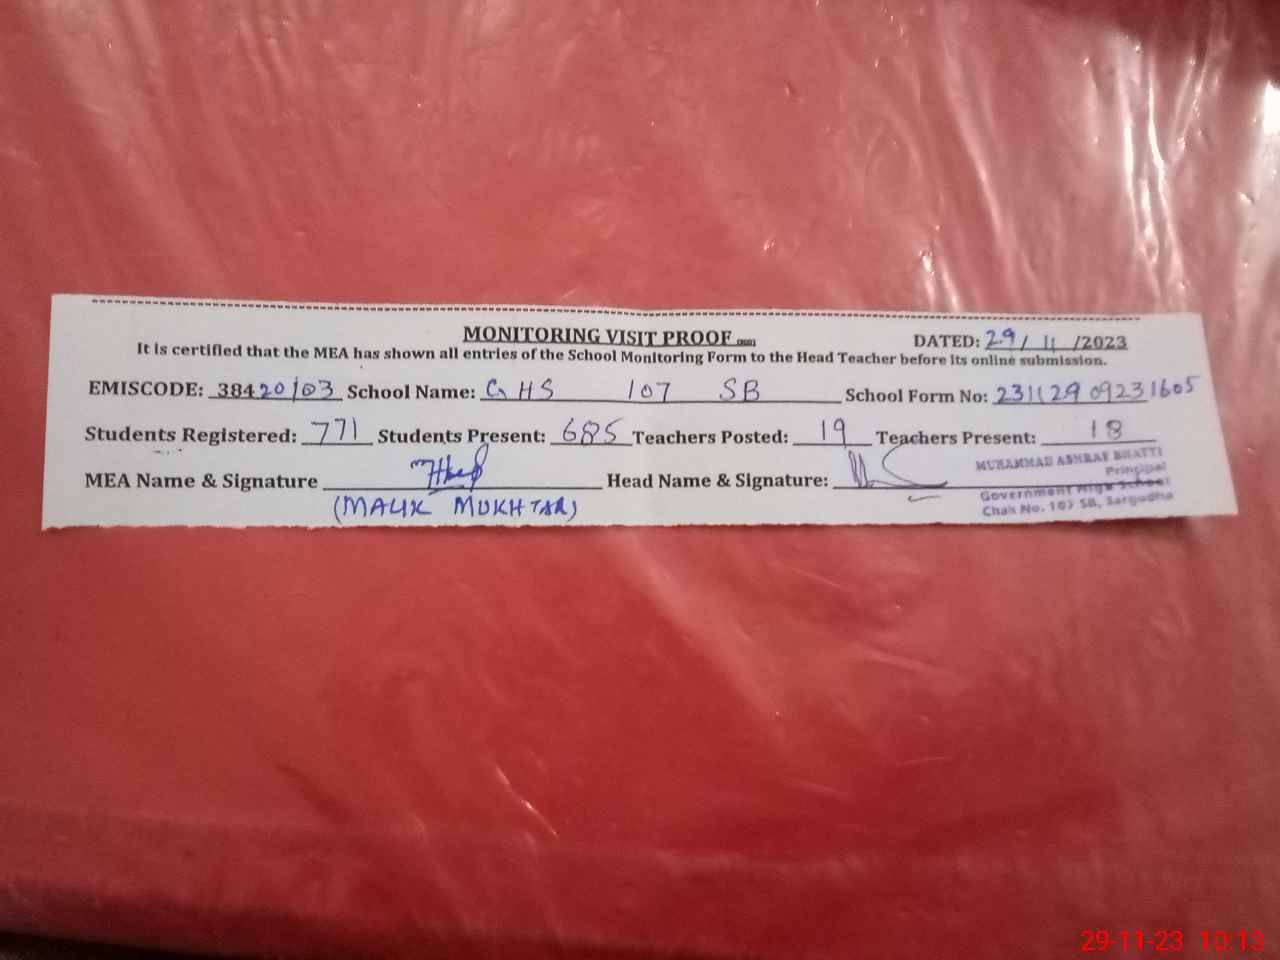 MONITORING VISIT PROOF
DATED: 29/11/2023
It is certified that the MEA has shown all entries of the School Monitoring Form to the Head Teacher before its online submission.
EMISCODE: 38420103 School Name: GHS 107 SB School Form No: 23112909231605
Students Registered: 771 Students Present: 685 Teachers Posted: 19 Teachers Present: 18
MEA Name & Signature Head Name & Signature:
(MALIK MUKHTAR)
MUHAMMAD ASHRAF BHATTI
Principal
Government High School
Chak No. 107 SB, Sargodha
29-11-23 10:13